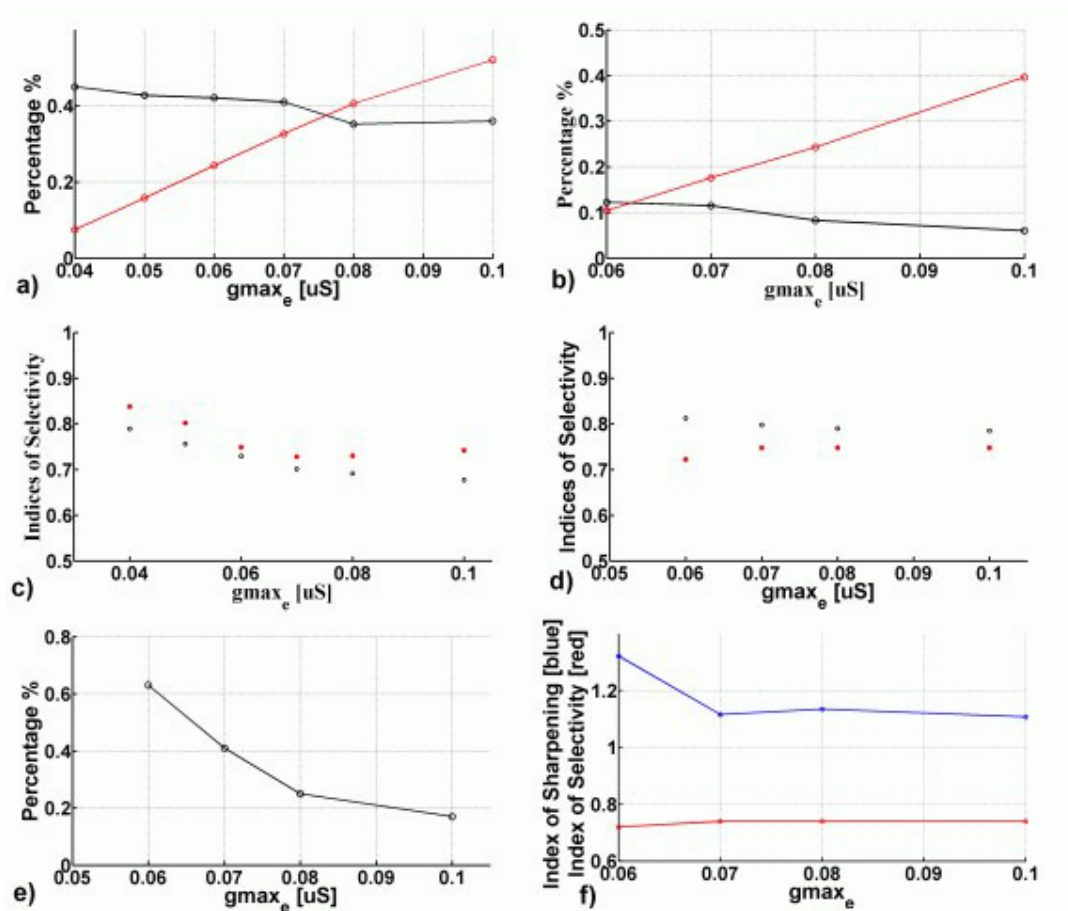 Percentage %
0.4
0.2
0
0.04 0.05 0.06 0.07 0.08 0.09 0.1
gmax_e [uS]
a)
Percentage %
0.5
0.4
0.3
0.2
0.1
0
0.06 0.07 0.08 0.09 0.1
gmax_e [uS]
b)
Indices of Selectivity
1
0.9
0.8
0.7
0.6
0.5
0.04 0.06 0.08 0.1
gmax_e [uS]
c)
Indices of Selectivity
1
0.9
0.8
0.7
0.6
0.5
0.05 0.06 0.07 0.08 0.09 0.1
gmax_e [uS]
d)
Percentage %
0.8
0.6
0.4
0.2
0
0.05 0.06 0.07 0.08 0.09 0.1
gmax_e [uS]
e)
Index of Sharpening [blue]
Index of Selectivity [red]
1.2
1
0.8
0.6
0.06 0.07 0.08 0.09 0.1
gmax_e
f)